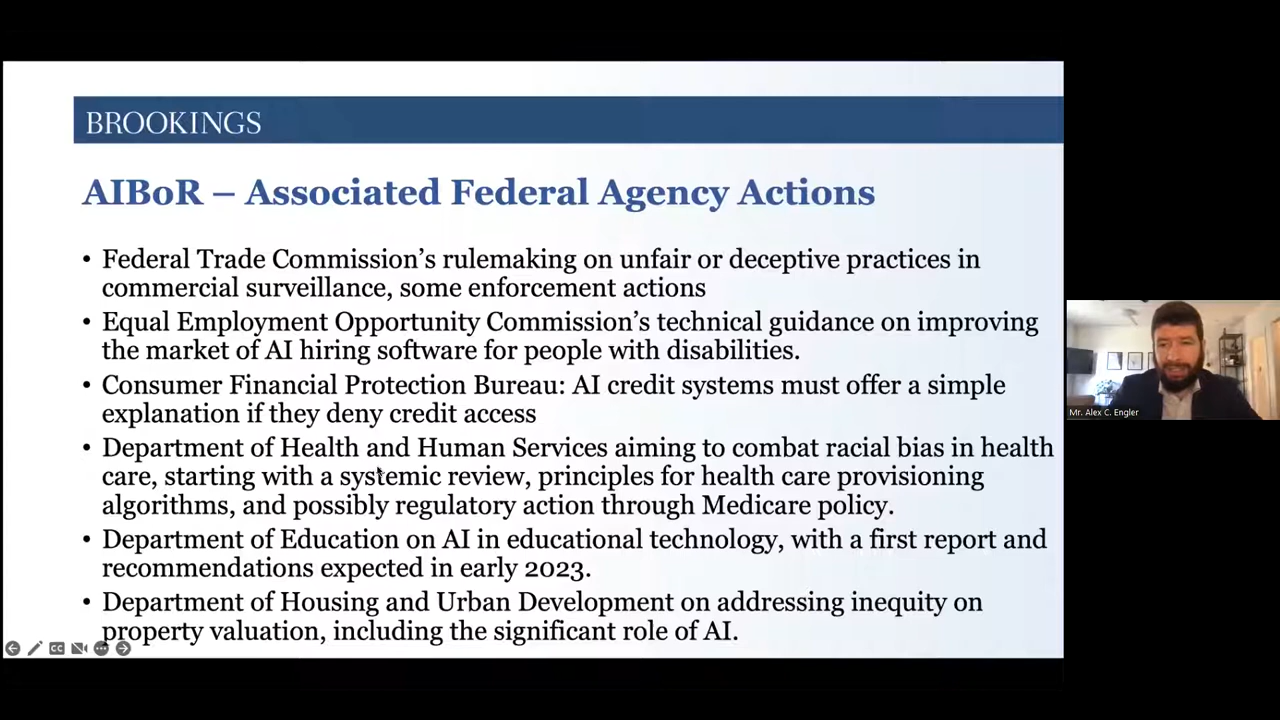 BROOKINGS
AIBoR – Associated Federal Agency Actions
• Federal Trade Commission’s rulemaking on unfair or deceptive practices in
commercial surveillance, some enforcement actions
• Equal Employment Opportunity Commission’s technical guidance on improving
the market of AI hiring software for people with disabilities.
• Consumer Financial Protection Bureau: AI credit systems must offer a simple
explanation if they deny credit access
• Department of Health and Human Services aiming to combat racial bias in health
care, starting with a systemic review, principles for health care provisioning
algorithms, and possibly regulatory action through Medicare policy.
• Department of Education on AI in educational technology, with a first report and
recommendations expected in early 2023.
• Department of Housing and Urban Development on addressing inequity on
property valuation, including the significant role of AI.
CC
Mr. Alex C. Engler